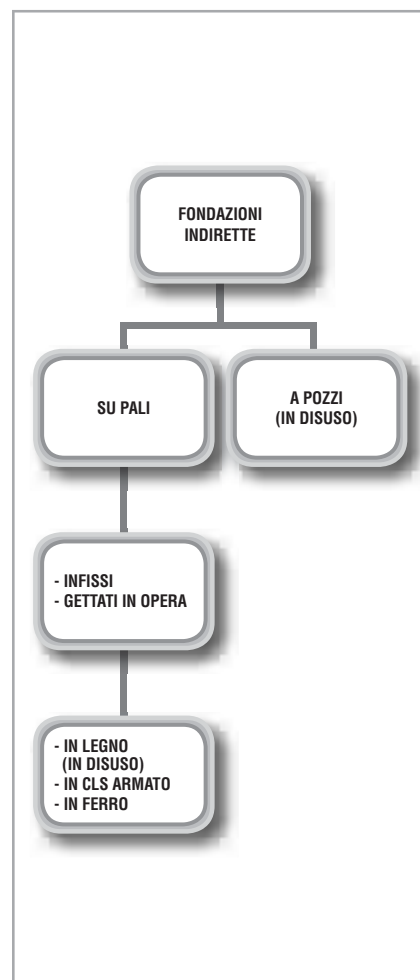 FONDAZIONI
INDIRETTE
SU PALI
A POZZI
(IN DISUSO)
- INFISSI
- GETTATI IN OPERA
- IN LEGNO
(IN DISUSO)
- IN CLS ARMATO
- IN FERRO